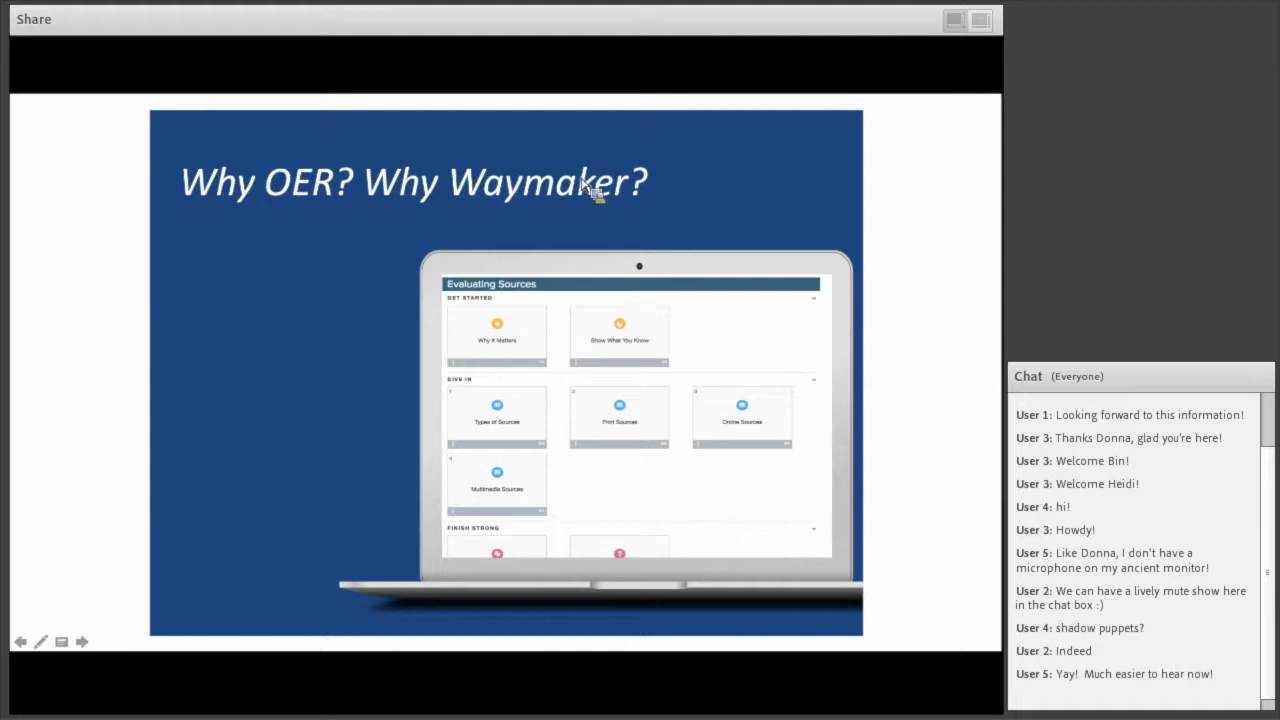 Share
Why OER? Why Waymaker?
Evaluating Sources
GET STARTED
Why It Matters
Show What You Know
DIVE IN
1
2
3
Types of Sources
Print Sources
Online Sources
4
Multimedia Sources
FINISH STRONG
?
Chat (Everyone)
User 1: Looking forward to this information!
User 3: Thanks Donna, glad you're here!
User 3: Welcome Bin!
User 3: Welcome Heidi!
User 4: hi!
User 3: Howdy!
User 5: Like Donna, I don't have a
microphone on my ancient monitor!
User 2: We can have a lively mute show here
in the chat box :)
User 4: shadow puppets?
User 2: Indeed
User 5: Yay!  Much easier to hear now!